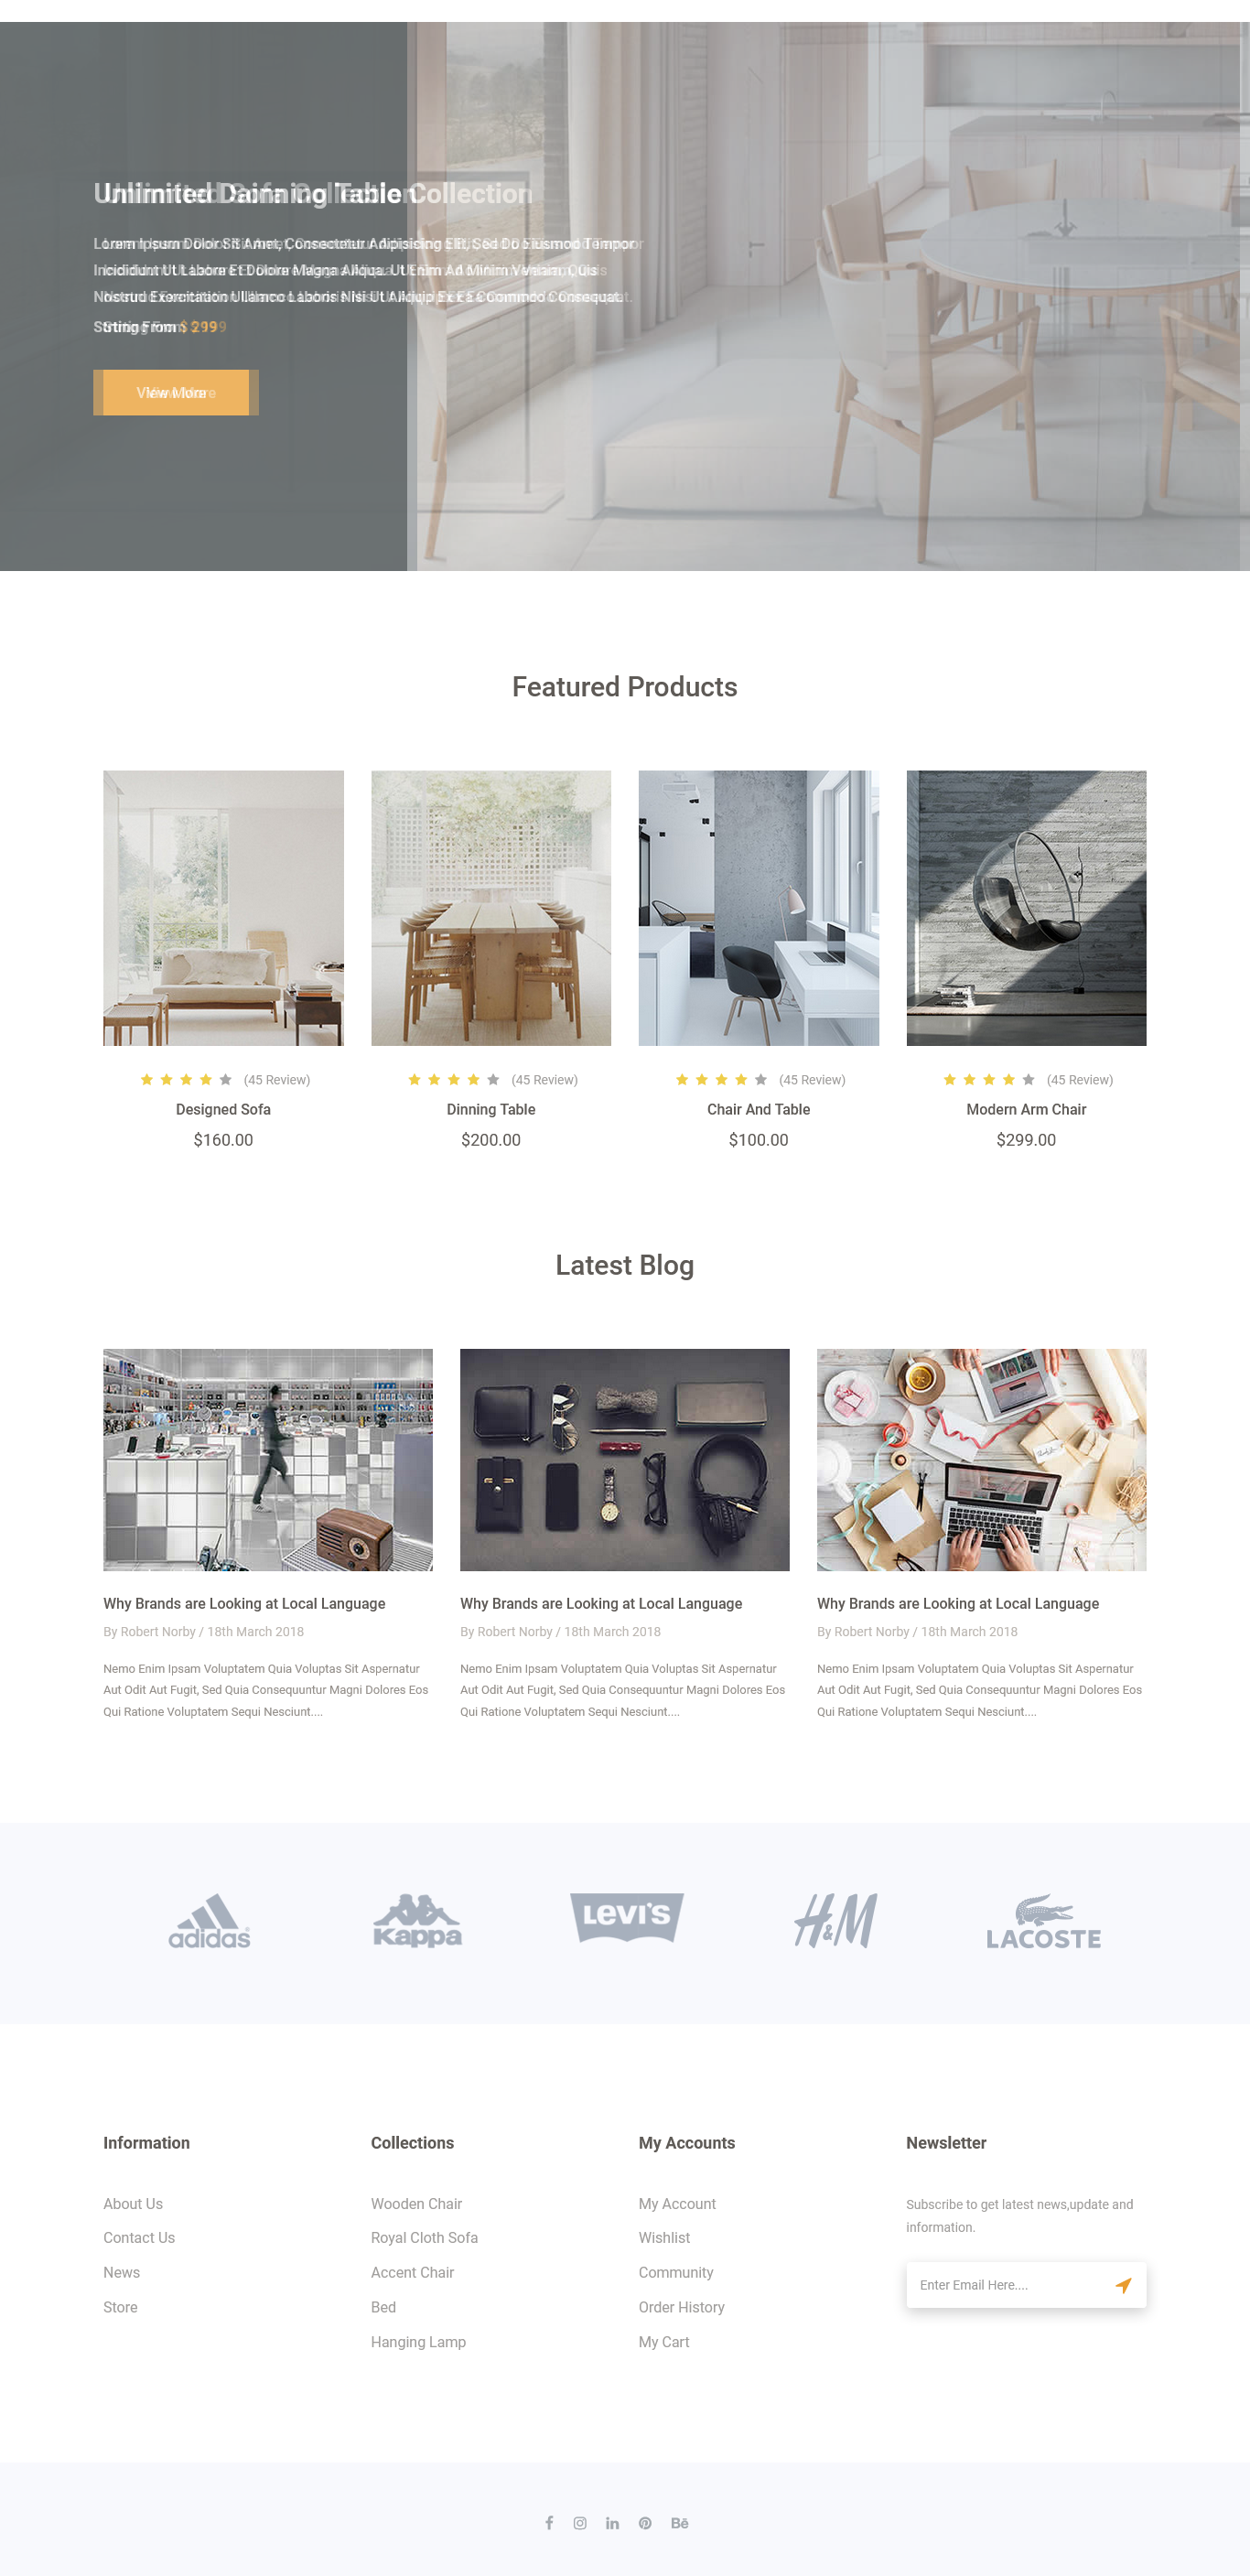 Unlimited Dainning Table Collection
Lorem Ipsum Dolor Sit Amet, Consectetur Adipisicing Elit, Sed Do Eiusmod Tempor
Incididunt Ut Labore Et Dolore Magna Aliqua. Ut Enim Ad Minim Veniam, Quis
Nostrud Exercitation Ullamco Laboris Nisi Ut Aliquip Ex Ea Commodo Consequat.
View More
Featured Products
(45 Review) (45 Review) (45 Review) (45 Review)
Designed Sofa Dinning Table Chair And Table Modern Arm Chair
$160.00 $200.00 $100.00 $299.00
Latest Blog
Why Brands are Looking at Local Language
By Robert Norby / 18th March 2018
Nemo Enim Ipsam Voluptatem Quia Voluptas Sit Aspernatur
Aut Odit Aut Fugit, Sed Quia Consequuntur Magni Dolores Eos
Qui Ratione Voluptatem Sequi Nesciunt....
Why Brands are Looking at Local Language
By Robert Norby / 18th March 2018
Nemo Enim Ipsam Voluptatem Quia Voluptas Sit Aspernatur
Aut Odit Aut Fugit, Sed Quia Consequuntur Magni Dolores Eos
Qui Ratione Voluptatem Sequi Nesciunt....
Why Brands are Looking at Local Language
By Robert Norby / 18th March 2018
Nemo Enim Ipsam Voluptatem Quia Voluptas Sit Aspernatur
Aut Odit Aut Fugit, Sed Quia Consequuntur Magni Dolores Eos
Qui Ratione Voluptatem Sequi Nesciunt....
adidas Kappa LEVI'S H&M LACOSTE
Information
About Us
Contact Us
News
Store
Collections
Wooden Chair
Royal Cloth Sofa
Accent Chair
Bed
Hanging Lamp
My Accounts
My Account
Wishlist
Community
Order History
My Cart
Newsletter
Subscribe to get latest news,update and
information.
Enter Email Here....